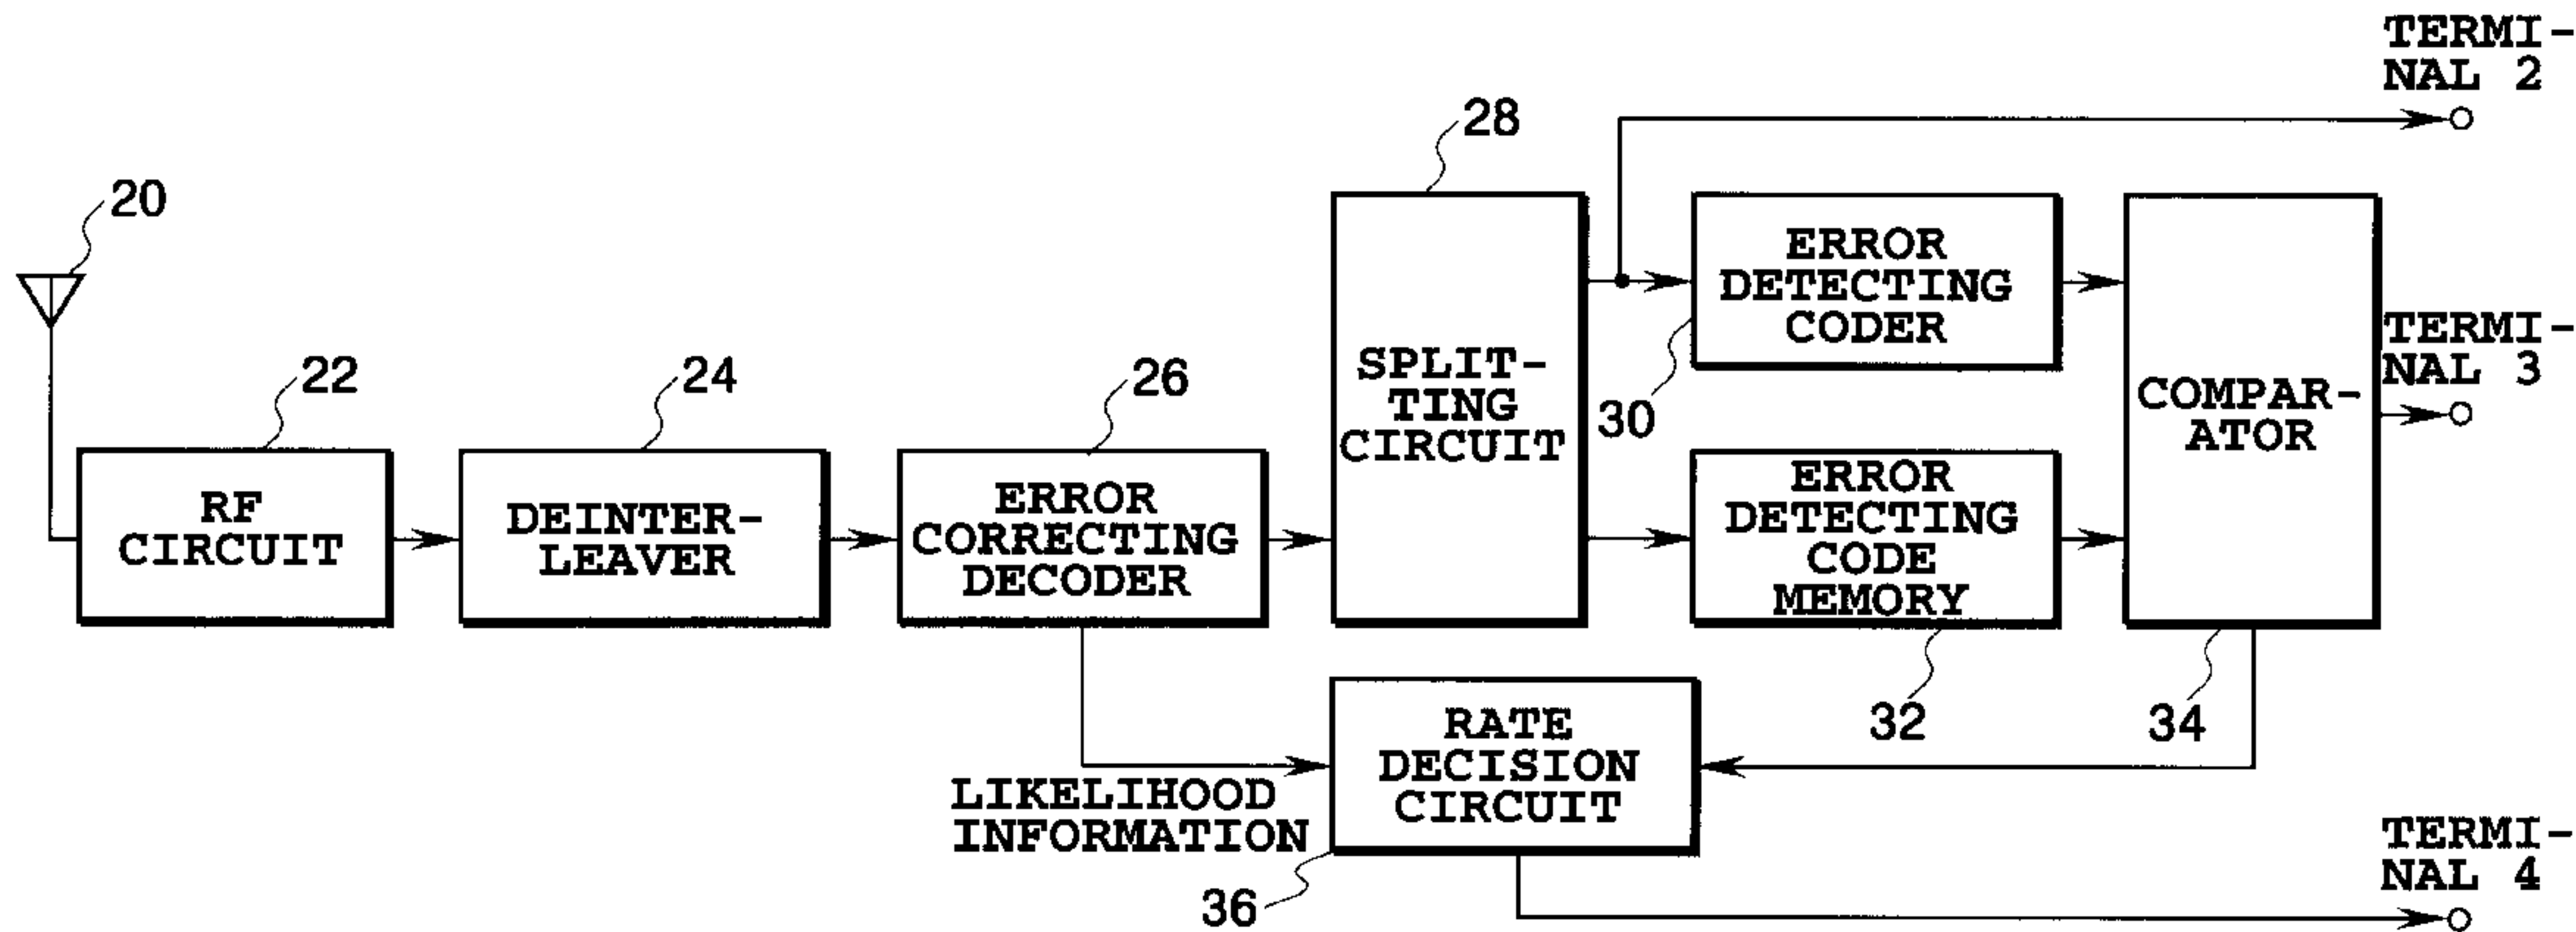 TERMI-
NAL 2
28
20
ERROR
DETECTING
CODER
30
TERMI-
NAL 3
22
24
26
SPLIT-
TING
CIRCUIT
COMPAR-
ATOR
RF
CIRCUIT
DEINTER-
LEAVER
ERROR
CORRECTING
DECODER
ERROR
DETECTING
CODE
MEMORY
32
34
LIKELIHOOD
INFORMATION
RATE
DECISION
CIRCUIT
36
TERMI-
NAL 4